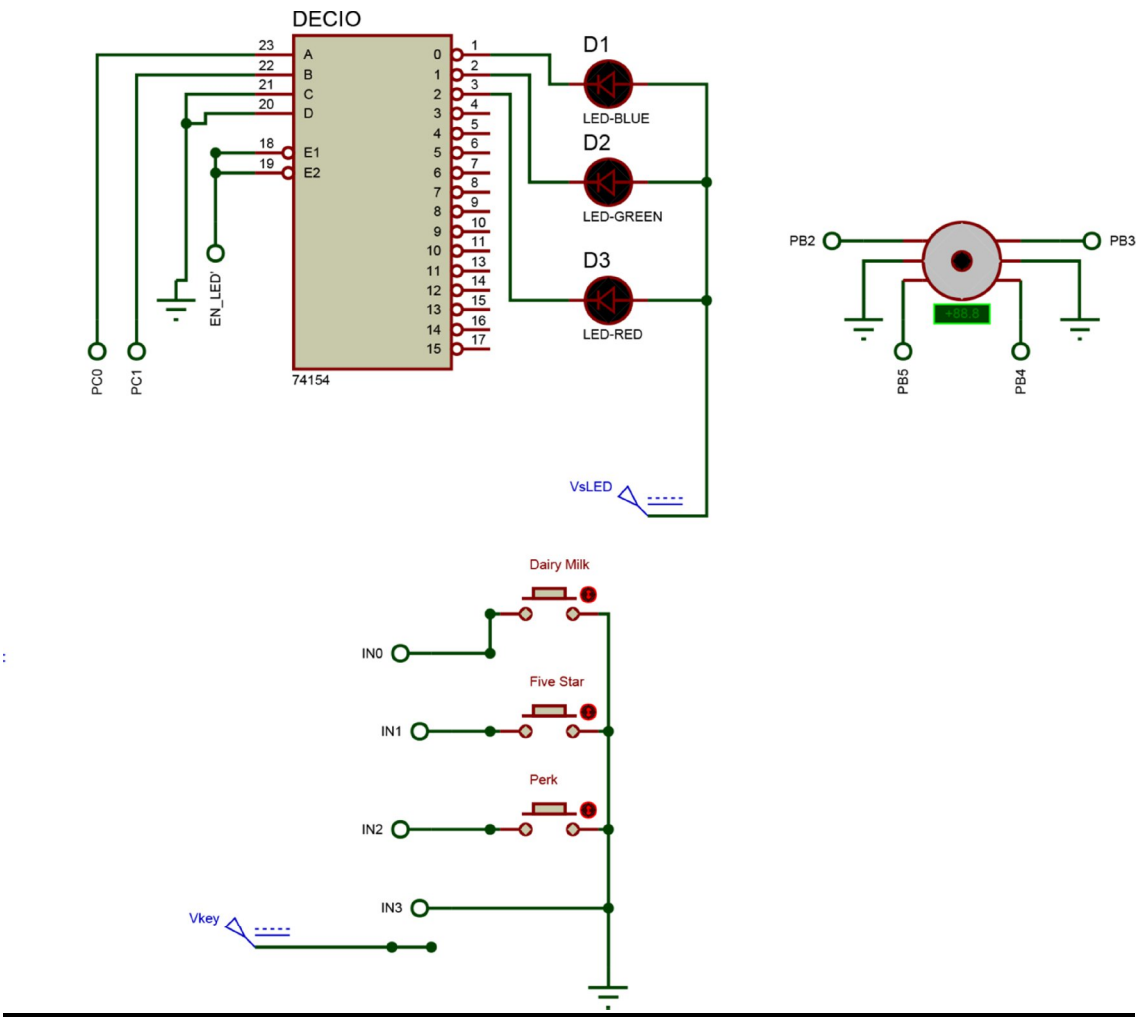 DECIO
23 A 0 1
22 B 1 2
21 C 2 3
20 D 3 4
4 5
18 E1 5 6
19 E2 6 7
7 8
8 9
9 10
10 11
11 13
12 14
13 15
14 16
15 17
74154
EN_LED'
PC0
PC1
D1
LED-BLUE
D2
LED-GREEN
D3
LED-RED
PB2
PB3
+88.8
PB5
PB4
VsLED
Dairy Milk
IN0
:
Five Star
IN1
Perk
IN2
IN3
Vkey